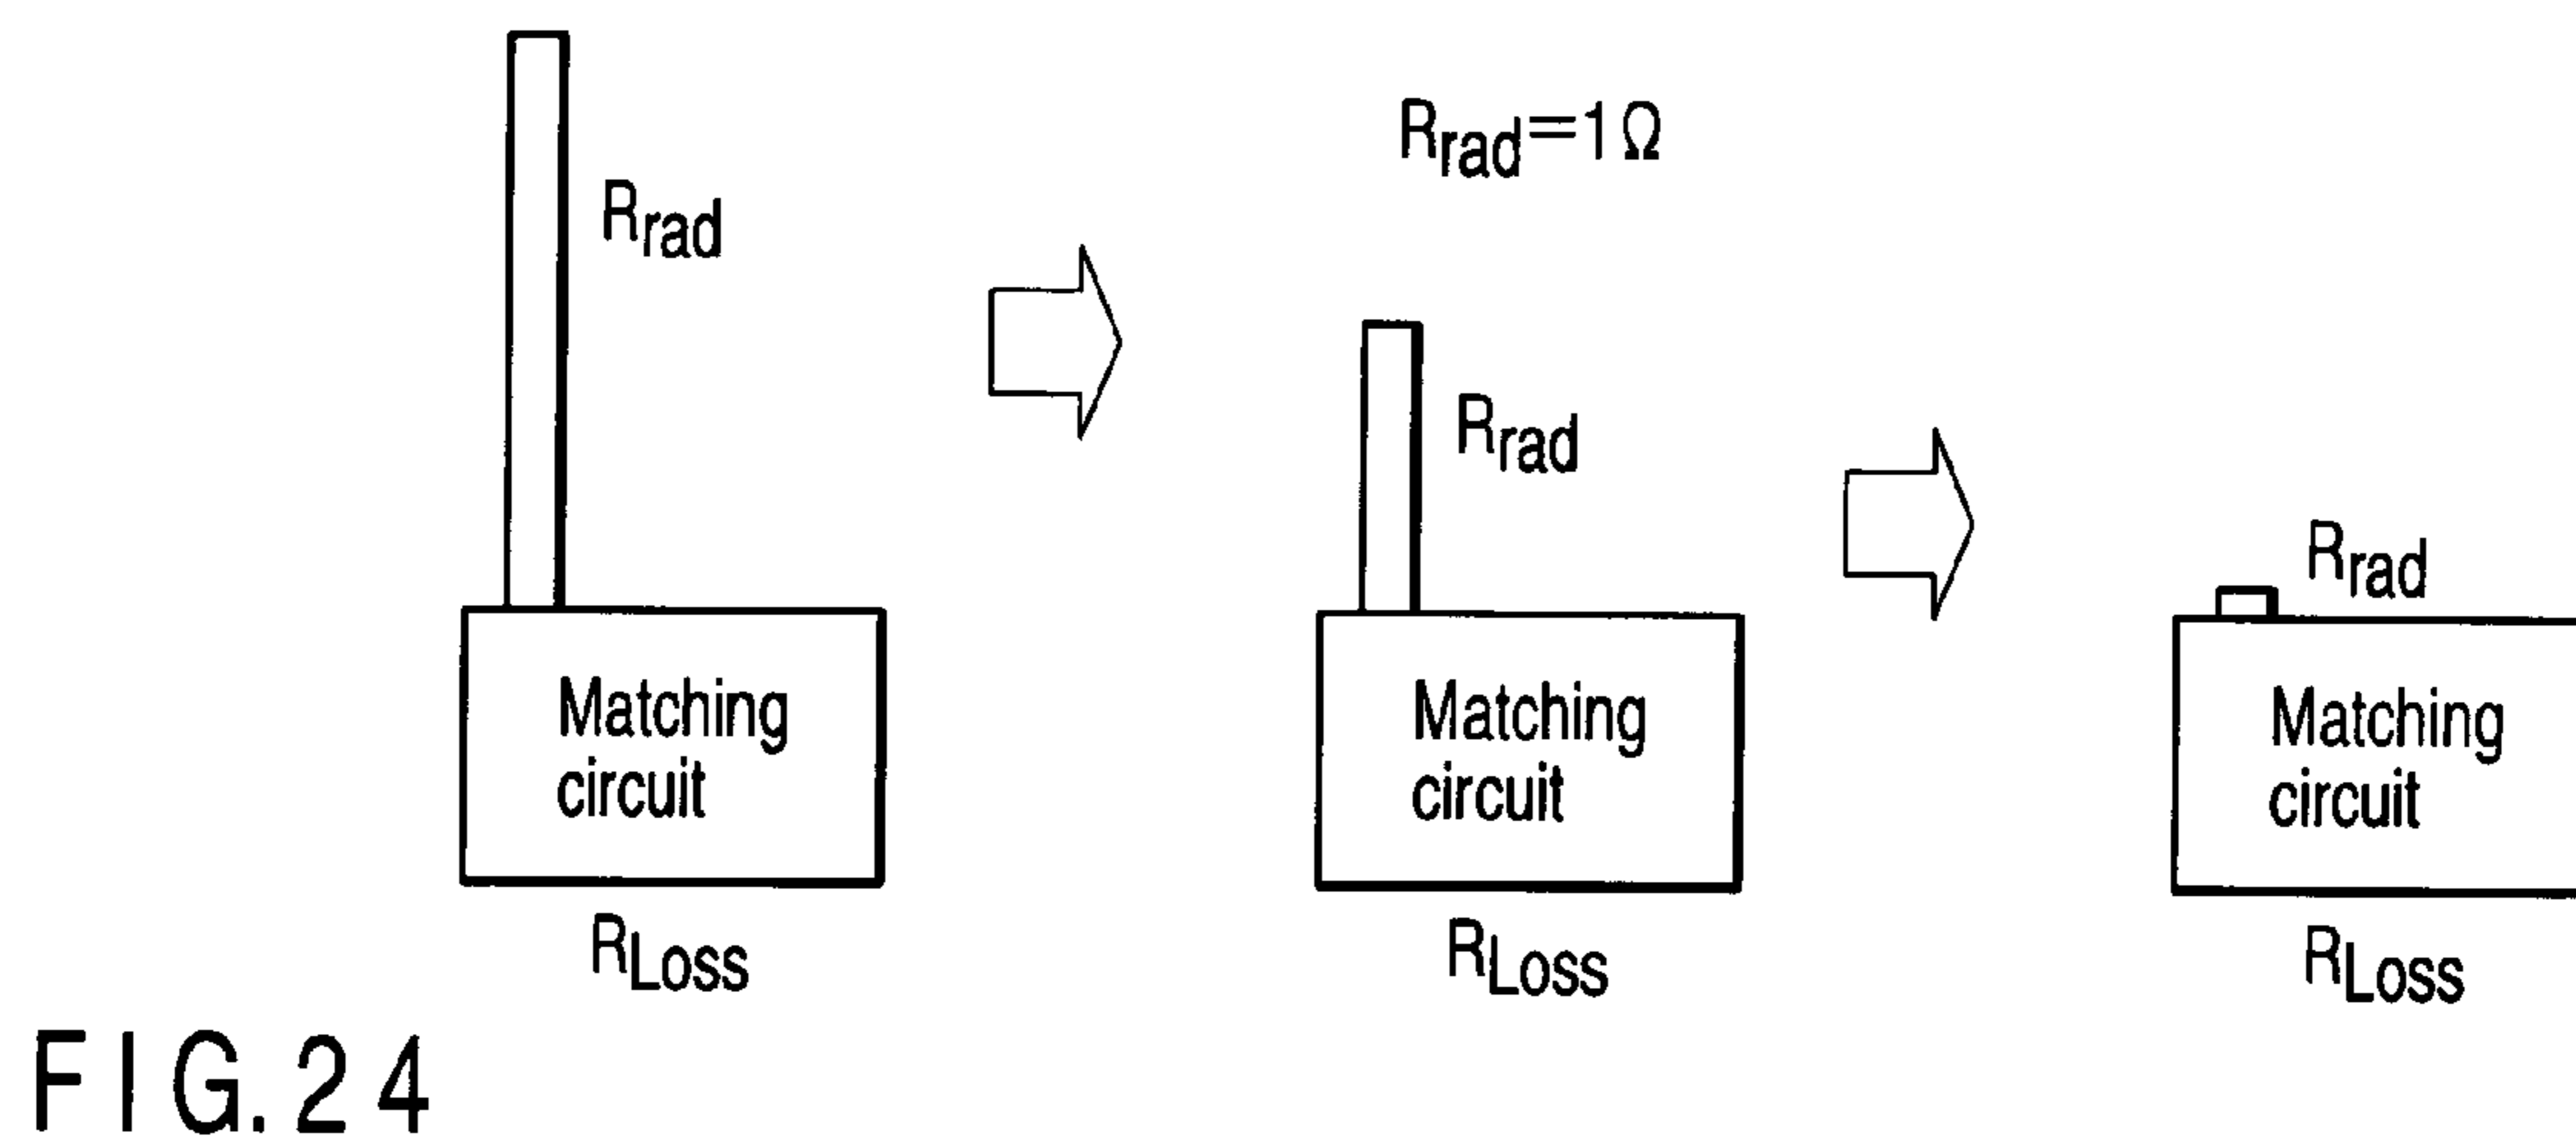 Rrad
Rrad=1Ω
Rrad
Rrad
Matching
circuit
Matching
circuit
Matching
circuit
RLoss
RLoss
RLoss
FIG.24